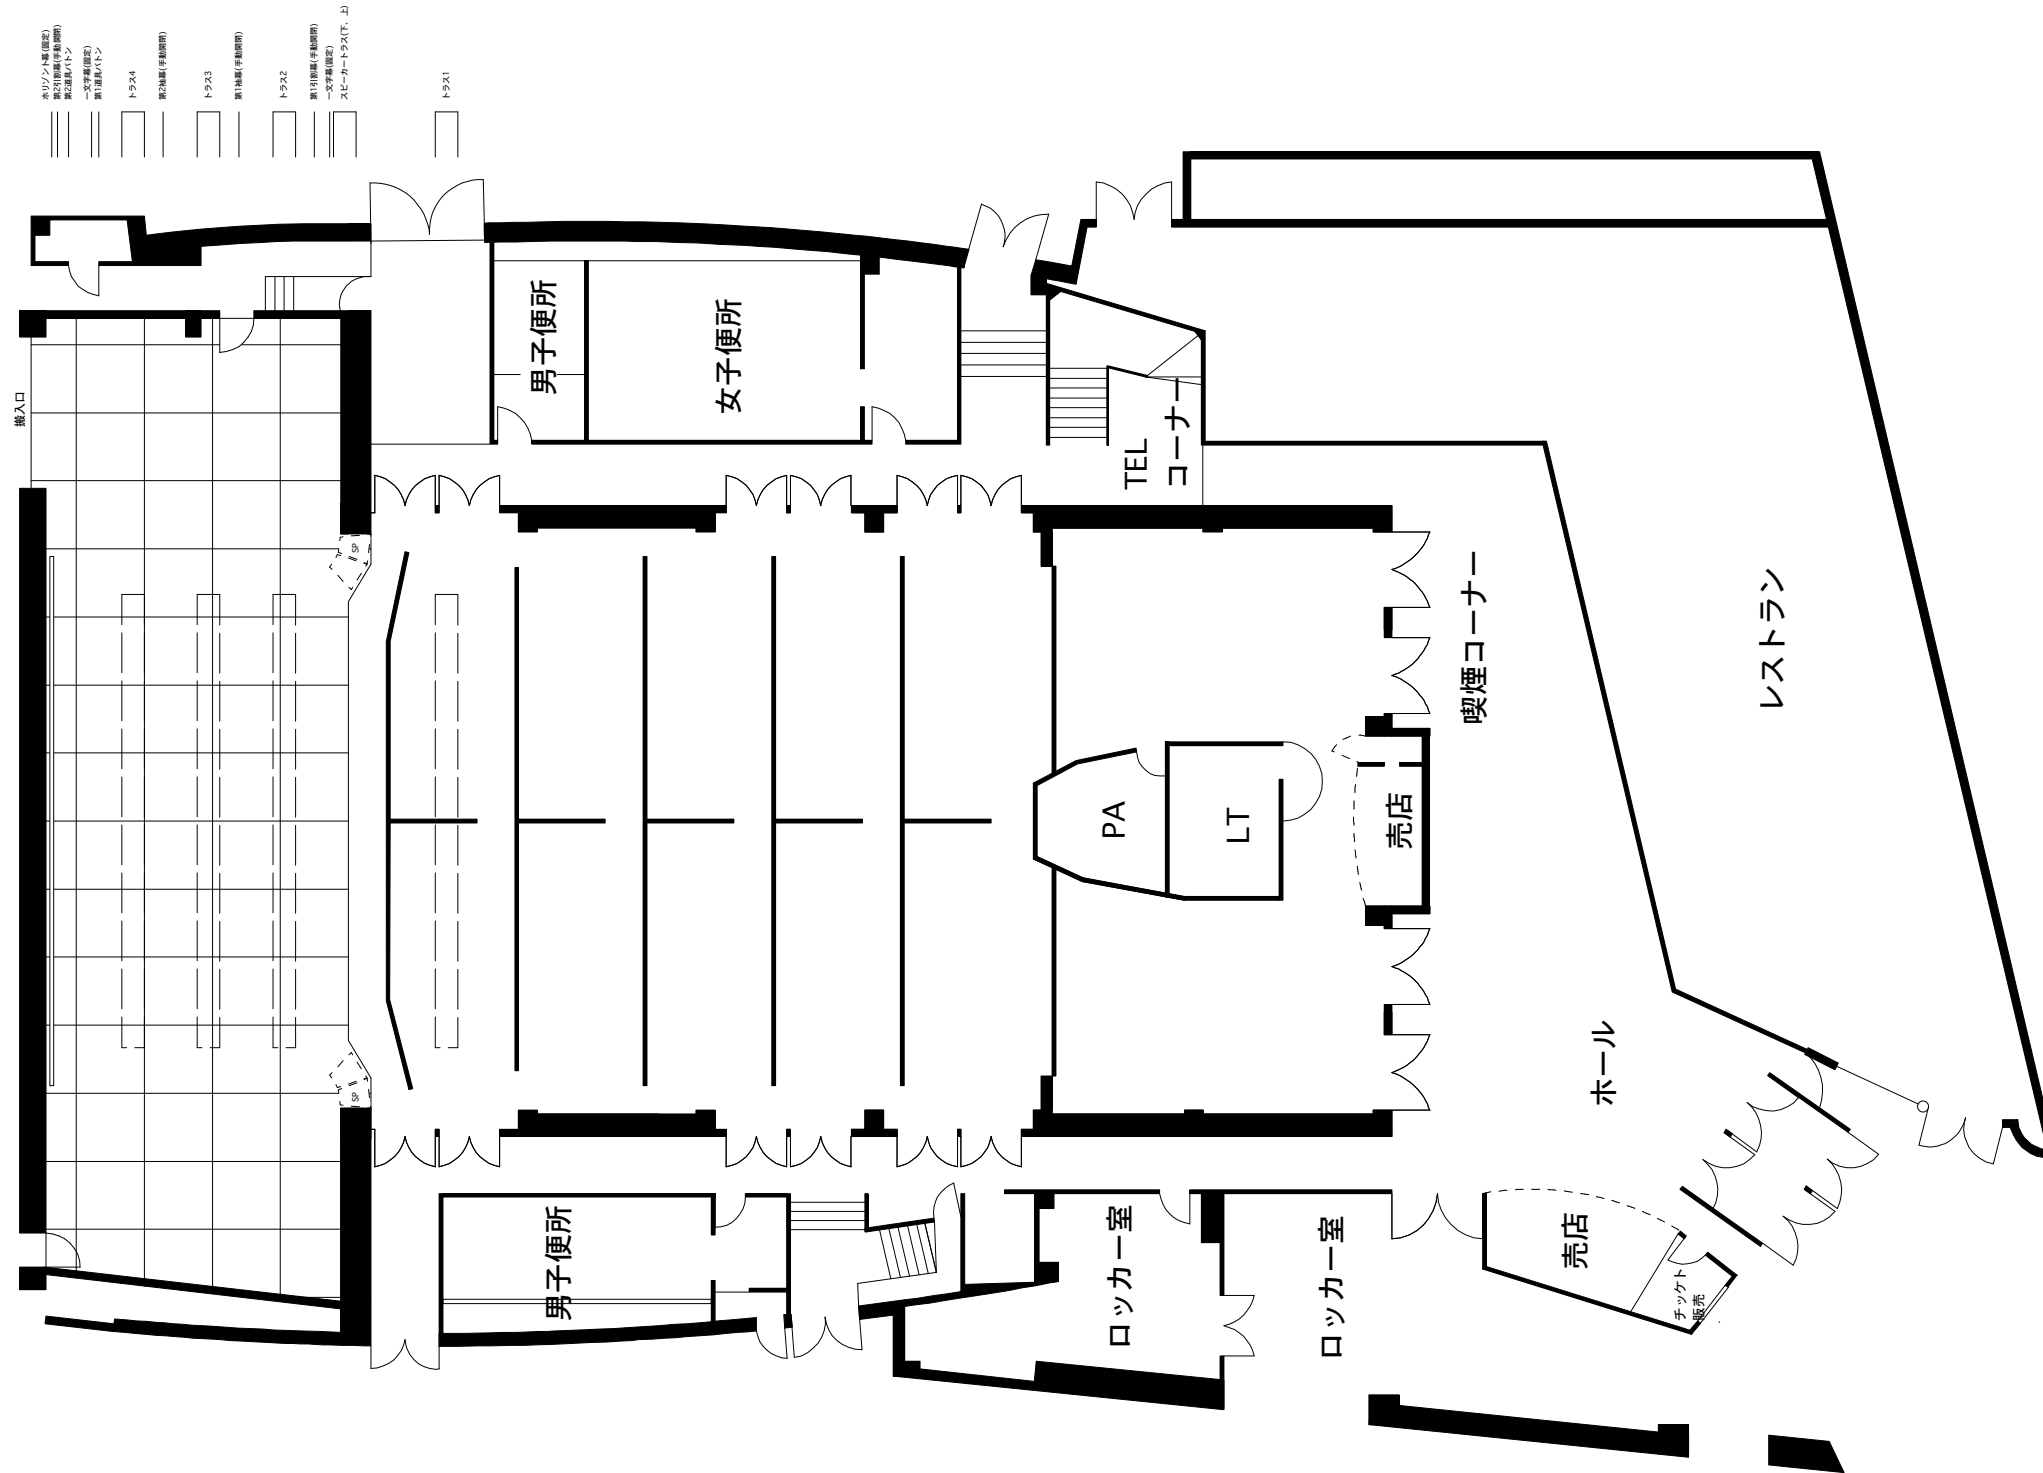 ホリゾント幕(固定)
第2引割幕(手動開閉)
第2道具バトン
一文字幕(固定)
第1道具バトン
トラス4
第2袖幕(手動開閉)
トラス3
第1袖幕(手動開閉)
トラス2
第1引割幕(手動開閉)
一文字幕(固定)
スピーカートラス(下、上)
トラス1
搬入口
男子便所
女子便所
TEL
コーナー
SP
喫煙コーナー
レストラン
PA
LT
売店
ホール
SP
男子便所
ロッカー室
ロッカー室
売店
チケット
販売